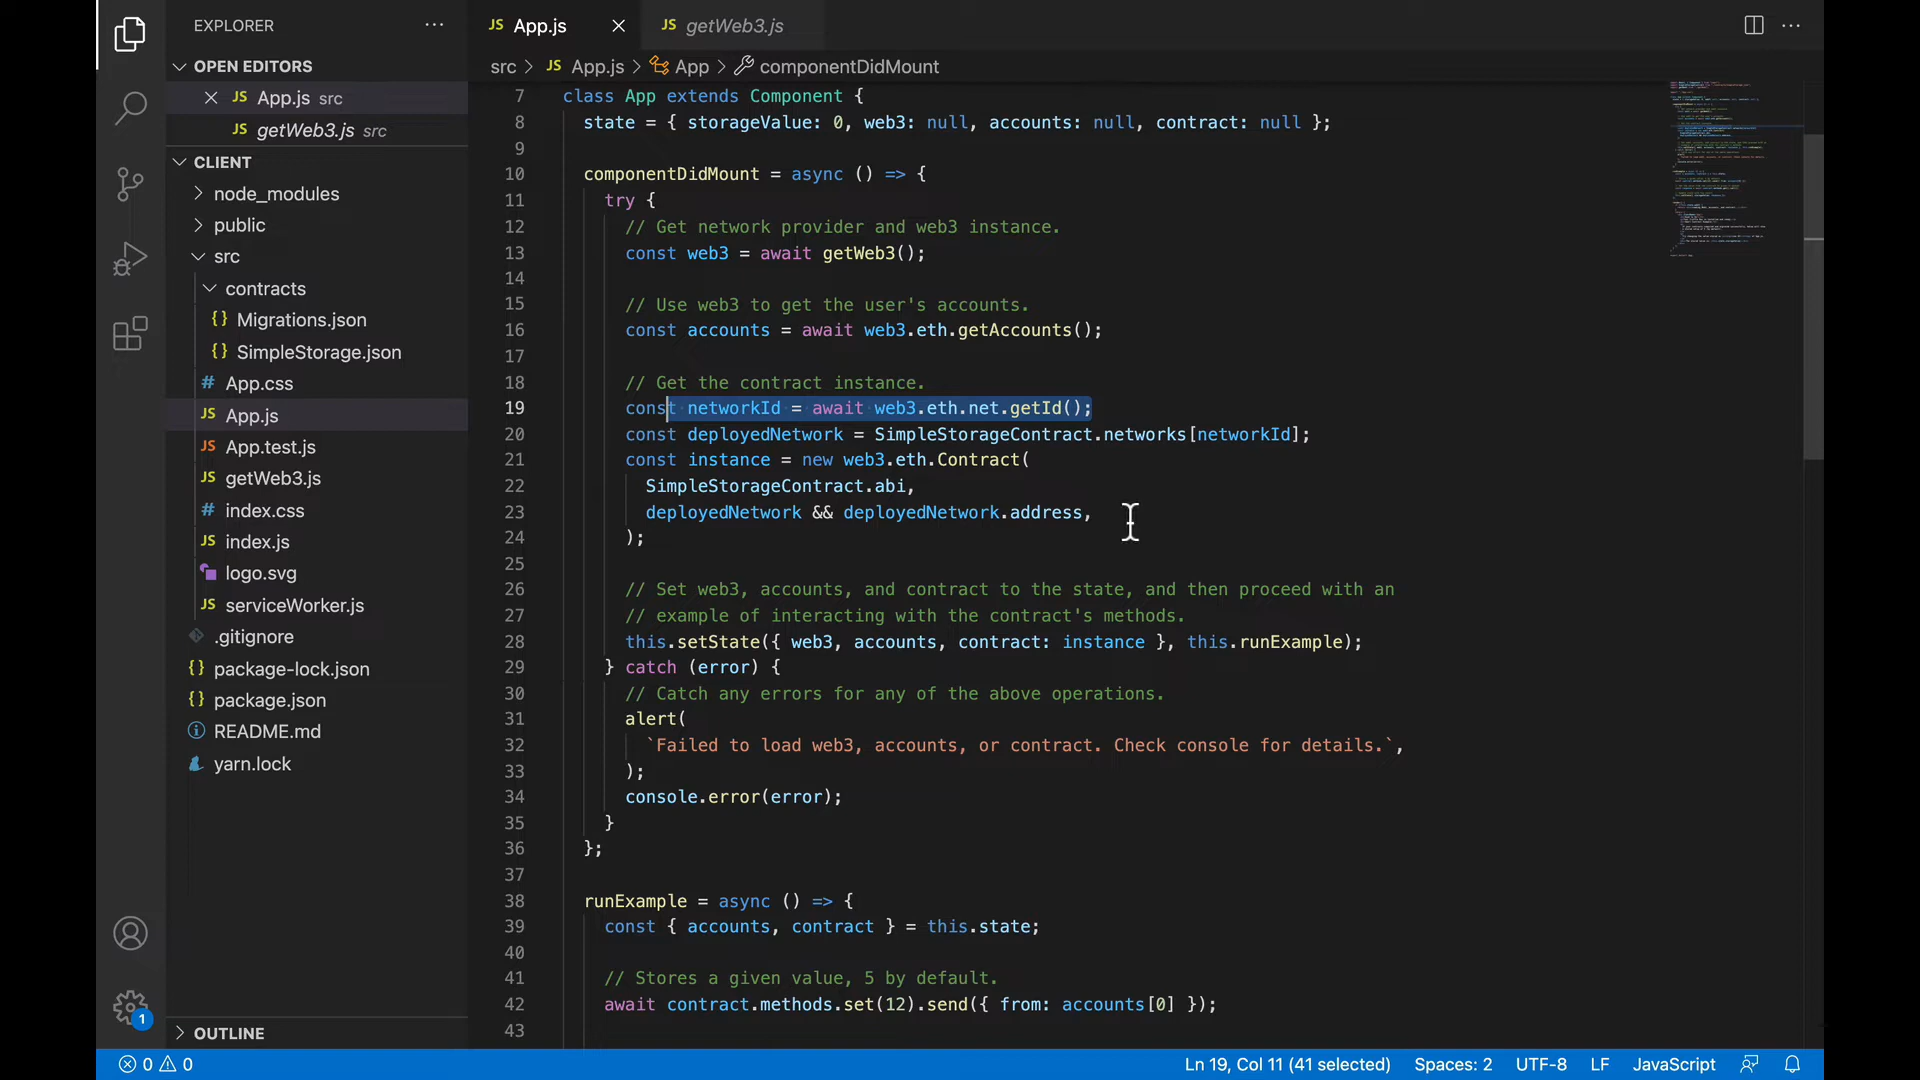 EXPLORER
OPEN EDITORS
App.js src
getWeb3.js src
CLIENT
node_modules
public
src
contracts
Migrations.json
SimpleStorage.json
App.css
App.js
App.test.js
getWeb3.js
index.css
index.js
logo.svg
serviceWorker.js
.gitignore
package-lock.json
package.json
README.md
yarn.lock
OUTLINE
JS App.js
JS getWeb3.js
src > JS App.js > App > componentDidMount
7 class App extends Component {
8 state = { storageValue: 0, web3: null, accounts: null, contract: null };
9
10 componentDidMount = async () => {
11 try {
12 // Get network provider and web3 instance.
13 const web3 = await getWeb3();
14
15 // Use web3 to get the user's accounts.
16 const accounts = await web3.eth.getAccounts();
17
18 // Get the contract instance.
19 const networkId = await web3.eth.net.getId();
20 const deployedNetwork = SimpleStorageContract.networks[networkId];
21 const instance = new web3.eth.Contract(
22 SimpleStorageContract.abi,
23 deployedNetwork && deployedNetwork.address,
24 );
25
26 // Set web3, accounts, and contract to the state, and then proceed with an
27 // example of interacting with the contract's methods.
28 this.setState({ web3, accounts, contract: instance }, this.runExample);
29 } catch (error) {
30 // Catch any errors for any of the above operations.
31 alert(
32 `Failed to load web3, accounts, or contract. Check console for details.`,
33 );
34 console.error(error);
35 }
36 };
37
38 runExample = async () => {
39 const { accounts, contract } = this.state;
40
41 // Stores a given value, 5 by default.
42 await contract.methods.set(12).send({ from: accounts[0] });
43
1
0 0
Ln 19, Col 11 (41 selected) Spaces: 2 UTF-8 LF JavaScript